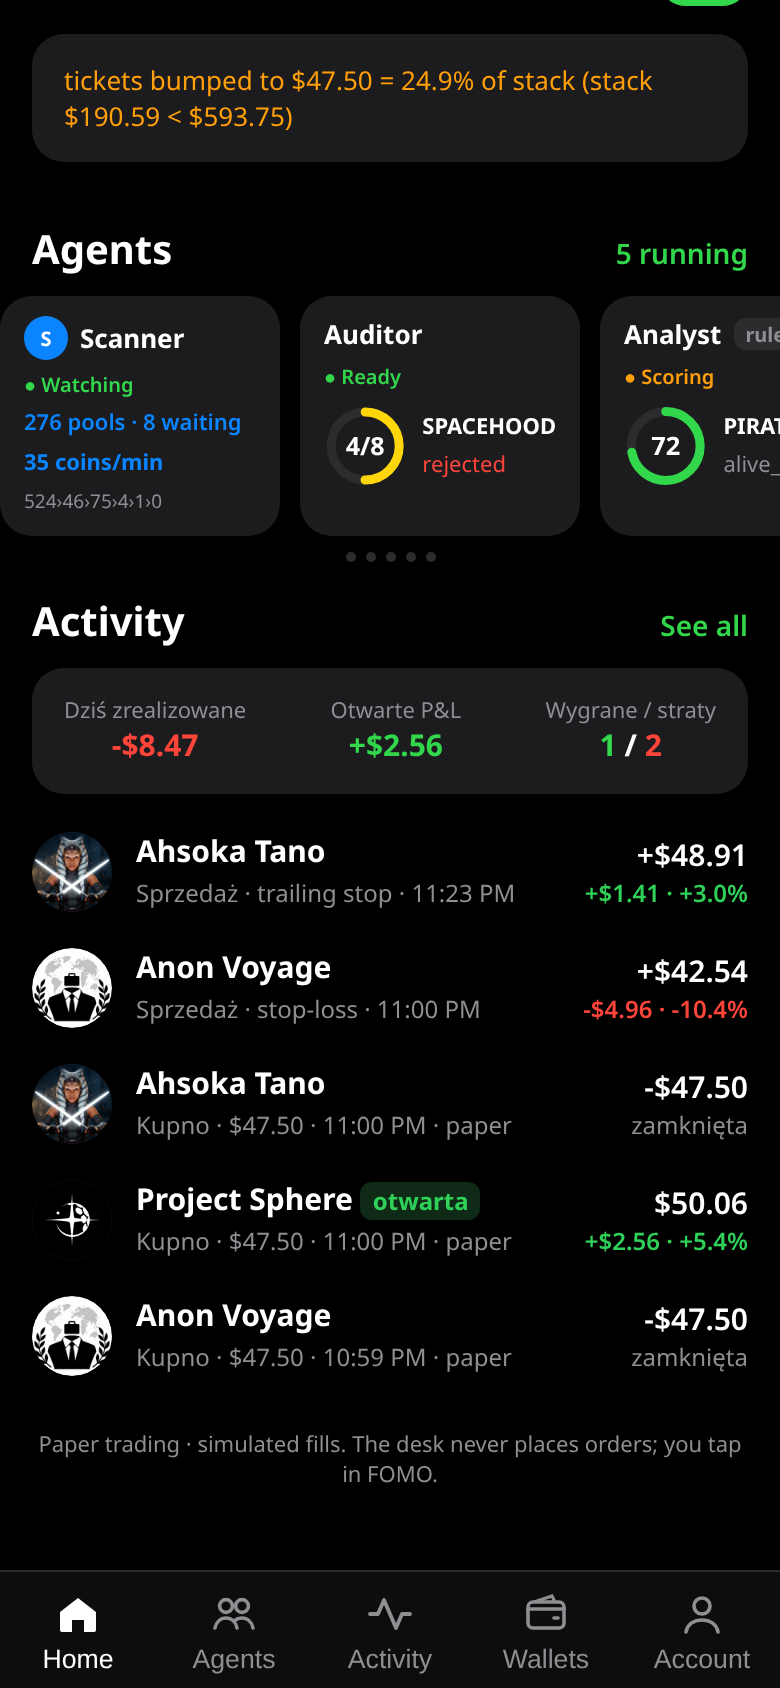 tickets bumped to $47.50 = 24.9% of stack (stack
$190.59 < $593.75)
Agents
5 running
S Scanner
● Watching
276 pools · 8 waiting
35 coins/min
524›46›75›4›1›0
Auditor
● Ready
4/8
SPACEHOOD
rejected
Analyst rule
● Scoring
72
PIRAT
alive_
Activity
See all
Dziś zrealizowane
-$8.47
Otwarte P&L
+$2.56
Wygrane / straty
1 / 2
Ahsoka Tano
+$48.91
Sprzedaż · trailing stop · 11:23 PM
+$1.41 · +3.0%
Anon Voyage
+$42.54
Sprzedaż · stop-loss · 11:00 PM
-$4.96 · -10.4%
Ahsoka Tano
-$47.50
Kupno · $47.50 · 11:00 PM · paper
zamknięta
Project Sphere otwarta
$50.06
Kupno · $47.50 · 11:00 PM · paper
+$2.56 · +5.4%
Anon Voyage
-$47.50
Kupno · $47.50 · 10:59 PM · paper
zamknięta
Paper trading · simulated fills. The desk never places orders; you tap
in FOMO.
Home
Agents
Activity
Wallets
Account